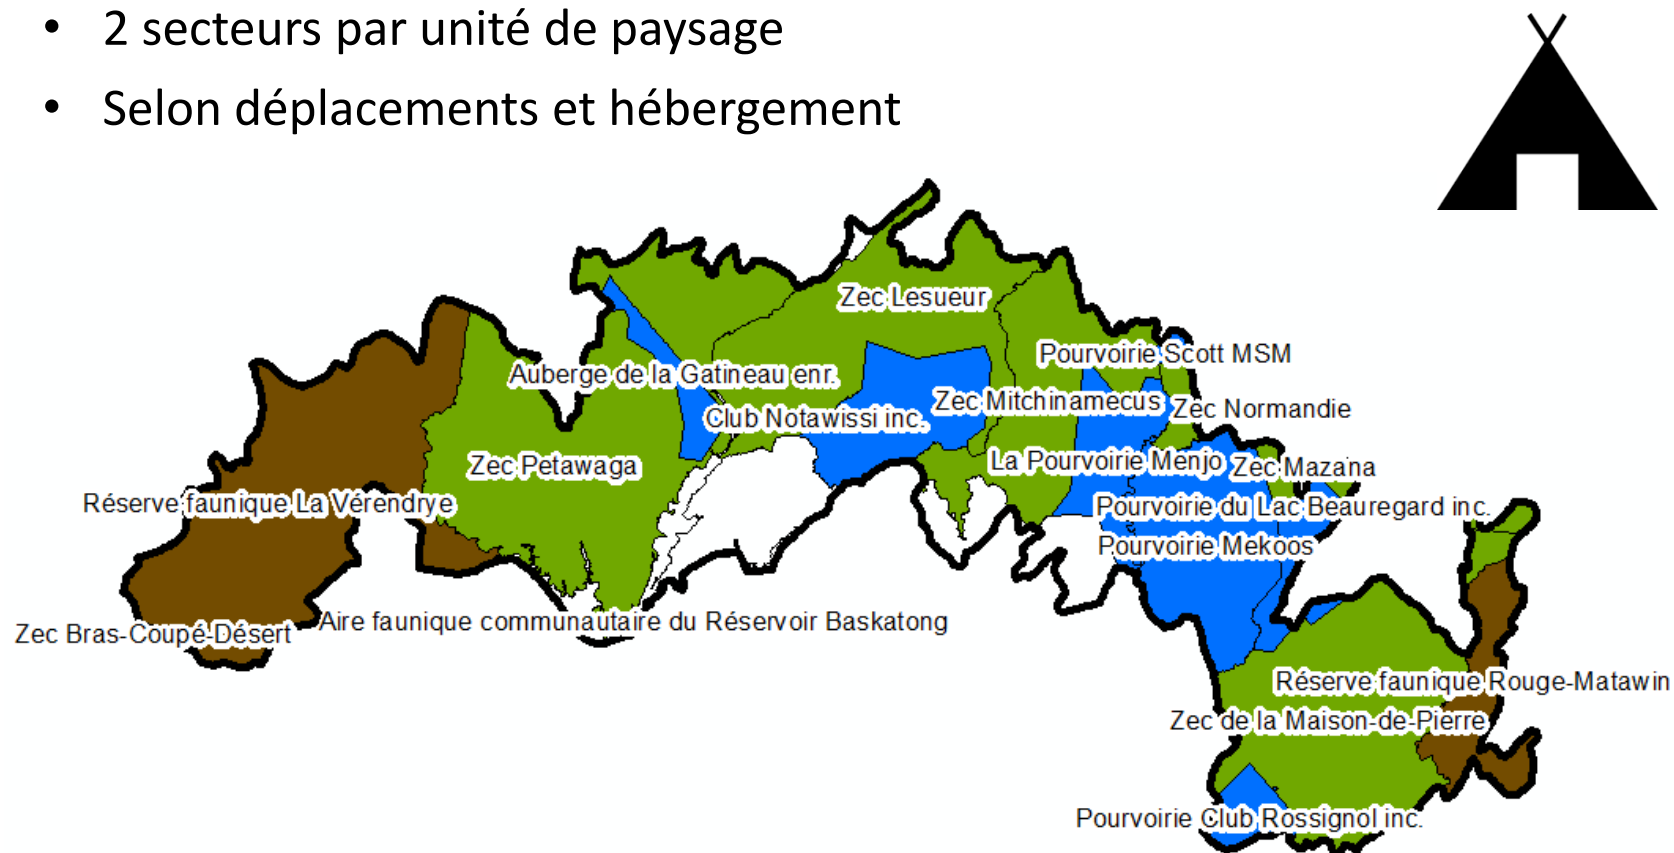 • 2 secteurs par unité de paysage
• Selon déplacements et hébergement
Zec Lesueur
Pourvoirie Scott MSM
Auberge de la Gatineau enr.
Zec Mitchinamecus
Zec Normandie
Club Notawissi inc.
La Pourvoirie Menjo
Zec Mazana
Zec Petawaga
Réserve faunique La Vérendrye
Pourvoirie du Lac Beauregard inc.
Pourvoirie Mekoos
Aire faunique communautaire du Réservoir Baskatong
Zec Bras-Coupé-Désert
Réserve faunique Rouge-Matawin
Zec de la Maison-de-Pierre
Pourvoirie Club Rossignol inc.